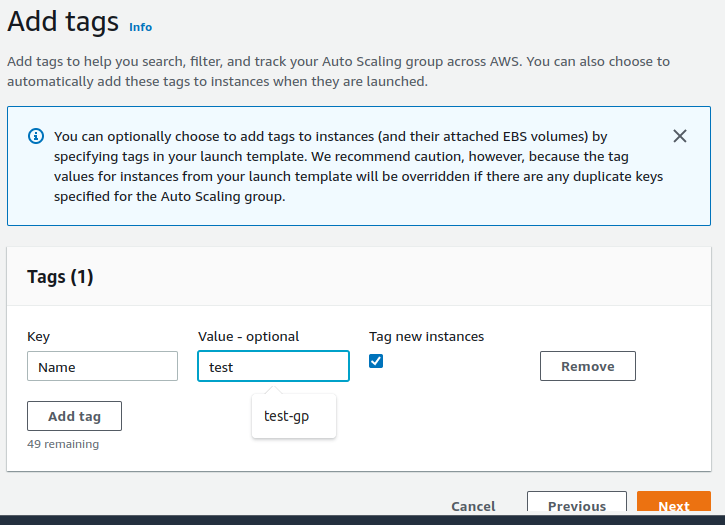 Add tags Info
Add tags to help you search, filter, and track your Auto Scaling group across AWS. You can also choose to
automatically add these tags to instances when they are launched.
You can optionally choose to add tags to instances (and their attached EBS volumes) by
specifying tags in your launch template. We recommend caution, however, because the tag
values for instances from your launch template will be overridden if there are any duplicate keys
specified for the Auto Scaling group.
Tags (1)
Key Value - optional Tag new instances
Name test Remove
Add tag test-gp
49 remaining
Cancel Previous Next